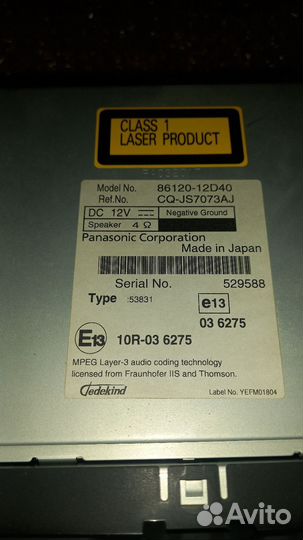 CLASS 1
LASER PRODUCT
Model No. 86120-12D40
Ref.No. CQ-JS7073AJ
DC 12V Negative Ground
Speaker 4 Ω
Panasonic Corporation
Made in Japan
Serial No. 529588
Type :53831 e13
03 6275
E13 10R-03 6275
MPEG Layer-3 audio coding technology
licensed from Fraunhofer IIS and Thomson.
Jedekind Label No. YEFM01804
Avito